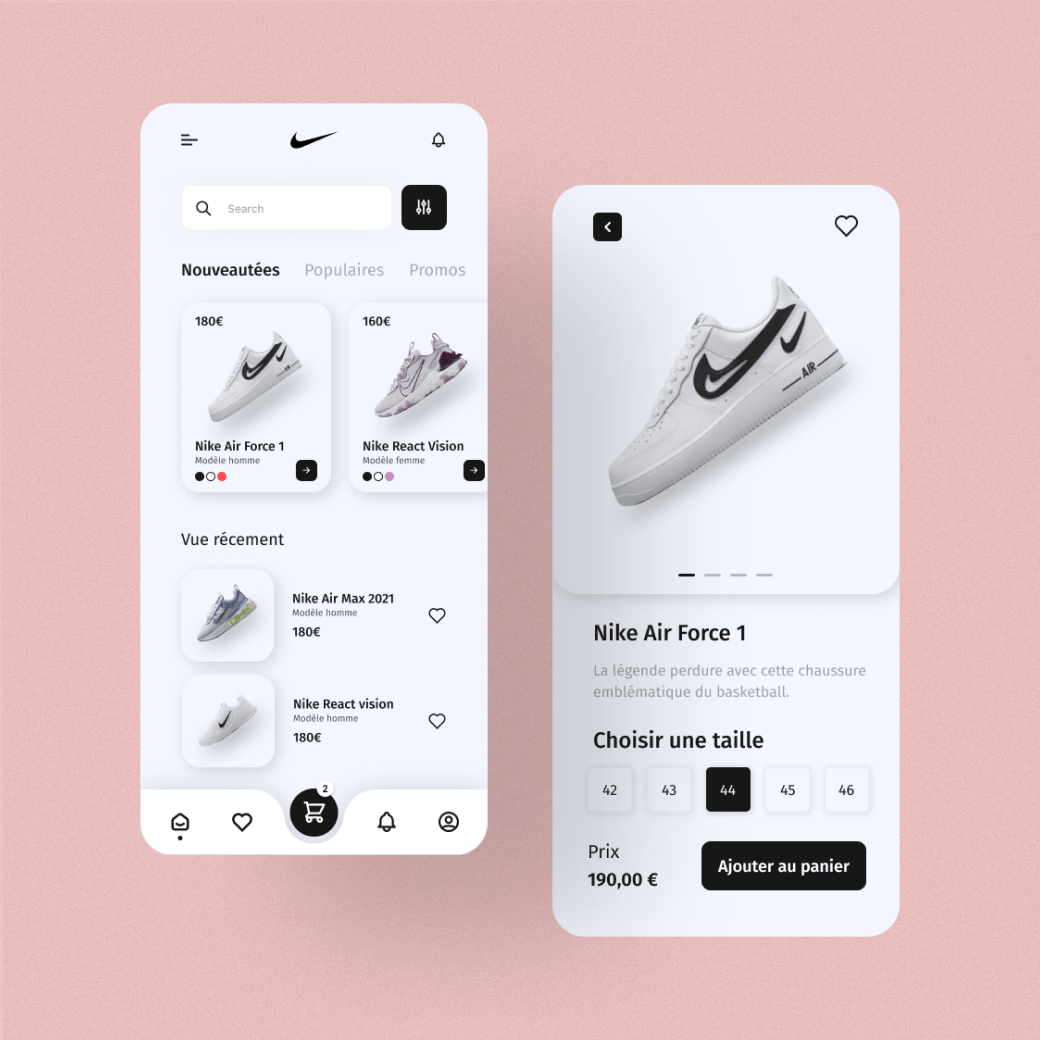 Search
Nouveautées Populaires Promos
180€
160€
Nike Air Force 1
Modèle homme
Nike React Vision
Modèle femme
Vue récement
Nike Air Max 2021
Modèle homme
180€
Nike React vision
Modèle homme
180€
2
AIR
Nike Air Force 1
La légende perdure avec cette chaussure
emblématique du basketball.
Choisir une taille
42 43 44 45 46
Prix
190,00 €
Ajouter au panier